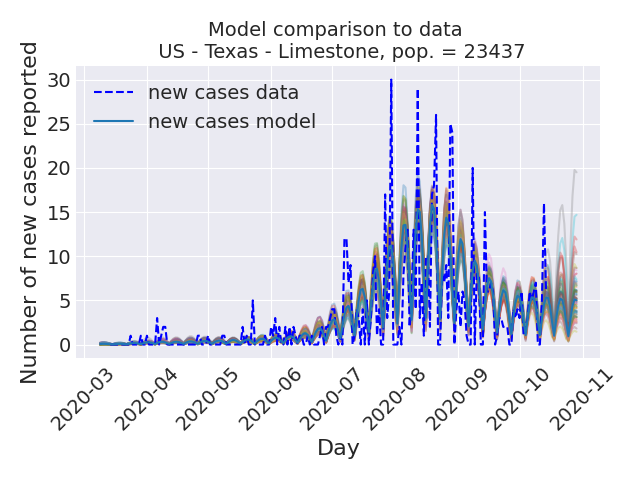 Model comparison to data
US - Texas - Limestone, pop. = 23437
Number of new cases reported
30
25
20
15
10
5
0
new cases data
new cases model
2020-03
2020-04
2020-05
2020-06
2020-07
2020-08
2020-09
2020-10
2020-11
Day